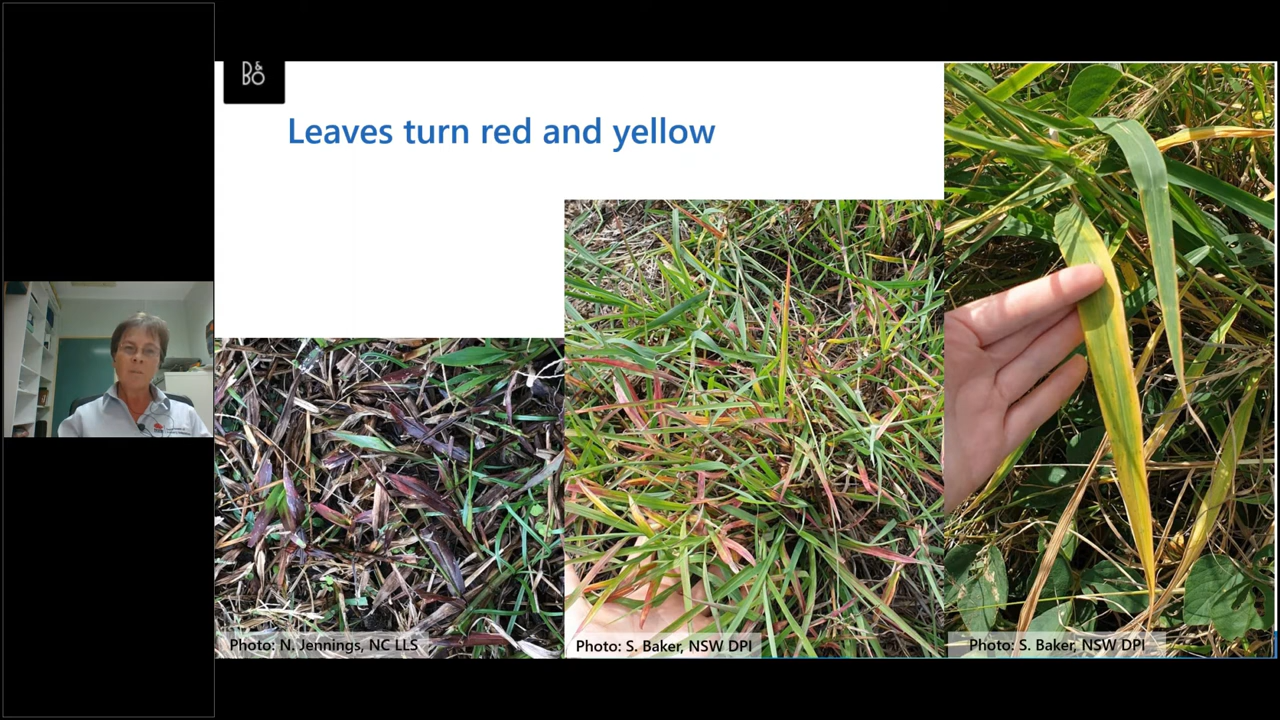 B&O
Leaves turn red and yellow
Photo: N. Jennings, NC LLS
Photo: S. Baker, NSW DPI
Photo: S. Baker, NSW DPI